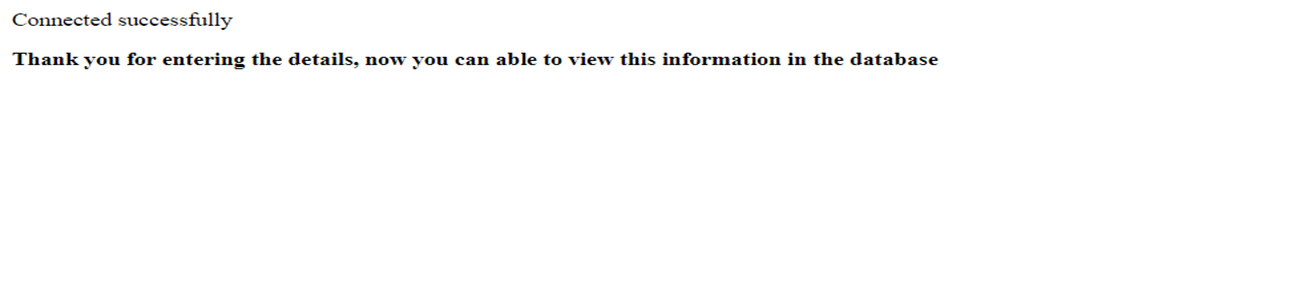 Connected successfully
Thank you for entering the details, now you can able to view this information in the database